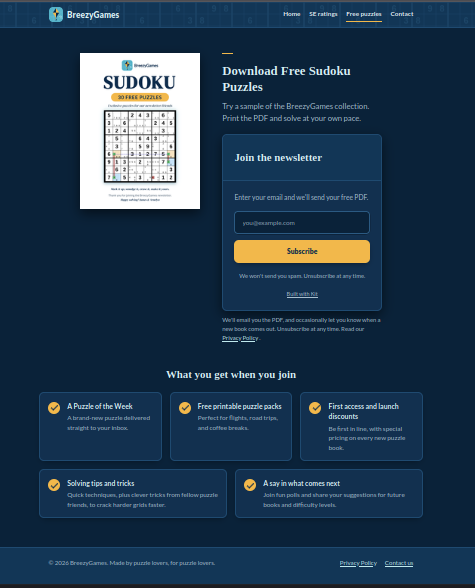 BreezyGames
Home SE ratings Free puzzles Contact
BreezyGames
SUDOKU
30 FREE PUZZLES
Download Free Sudoku
Puzzles
Try a sample of the BreezyGames collection.
Print the PDF and solve at your own pace.
Join the newsletter
Enter your email and we'll send your free PDF.
you@example.com
Subscribe
We won't send you spam. Unsubscribe at any time.
Built with Kit
We'll email you the PDF, and occasionally let you know when a
new book comes out. Unsubscribe at any time. Read our
Privacy Policy.
What you get when you join
A Puzzle of the Week
A brand-new puzzle delivered
straight to your inbox.
Free printable puzzle packs
Perfect for flights, road trips,
and coffee breaks.
First access and launch
discounts
Be first in line, with special
pricing on every new puzzle
book.
Solving tips and tricks
Quick techniques, plus clever tricks from fellow puzzle
friends, to crack harder grids faster.
A say in what comes next
Join fun polls and share your suggestions for future
books and difficulty levels.
© 2026 BreezyGames. Made by puzzle lovers, for puzzle lovers.
Privacy Policy Contact us